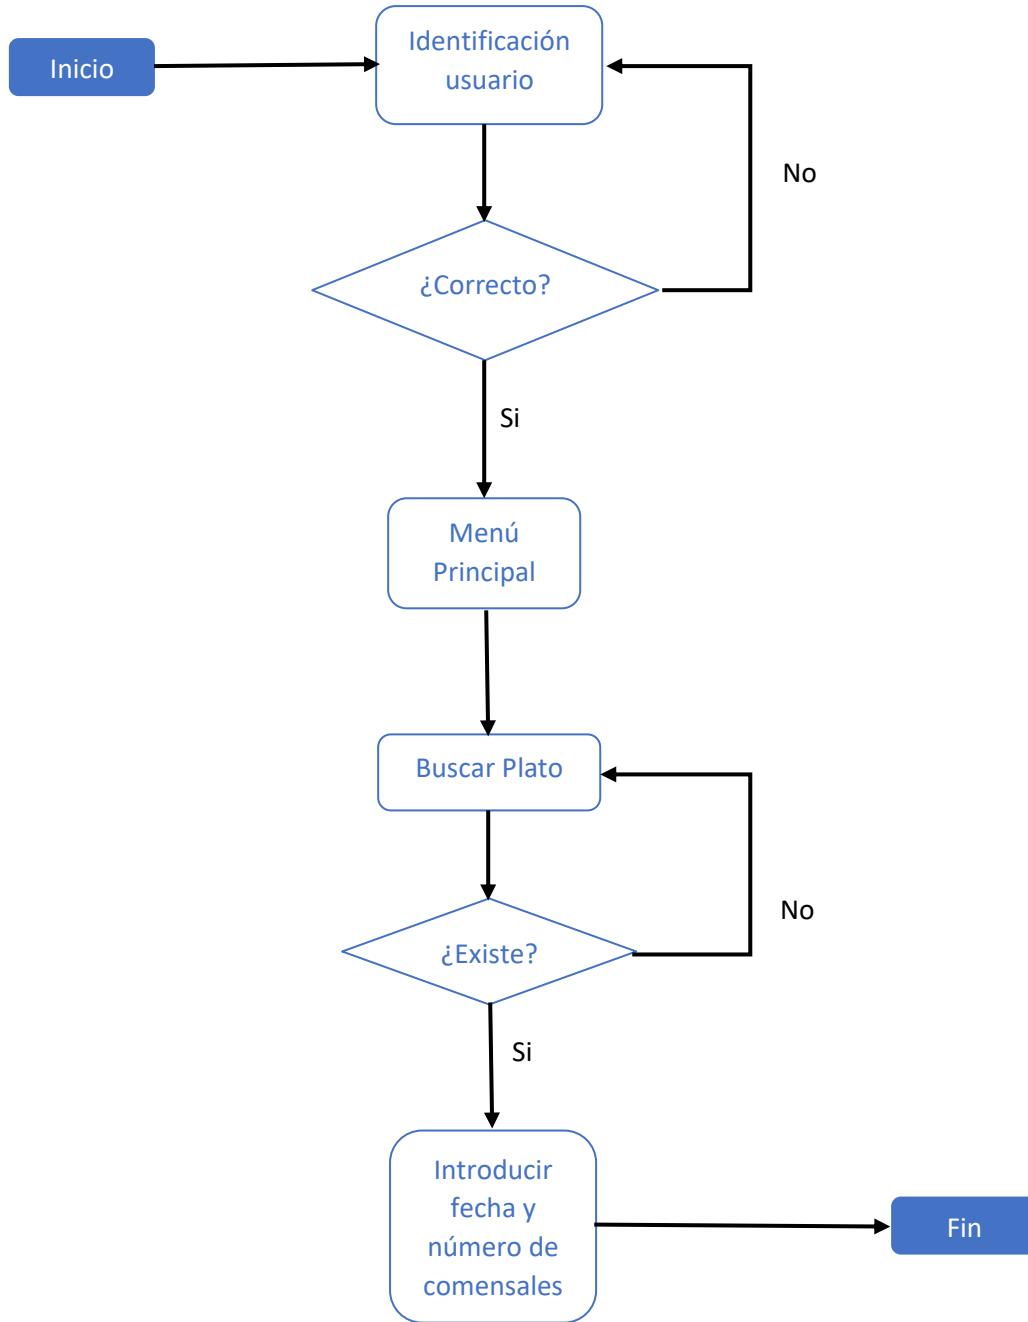 Inicio
Identificación
usuario
No
¿Correcto?
Si
Menú
Principal
Buscar Plato
No
¿Existe?
Si
Introducir
fecha y
número de
comensales
Fin